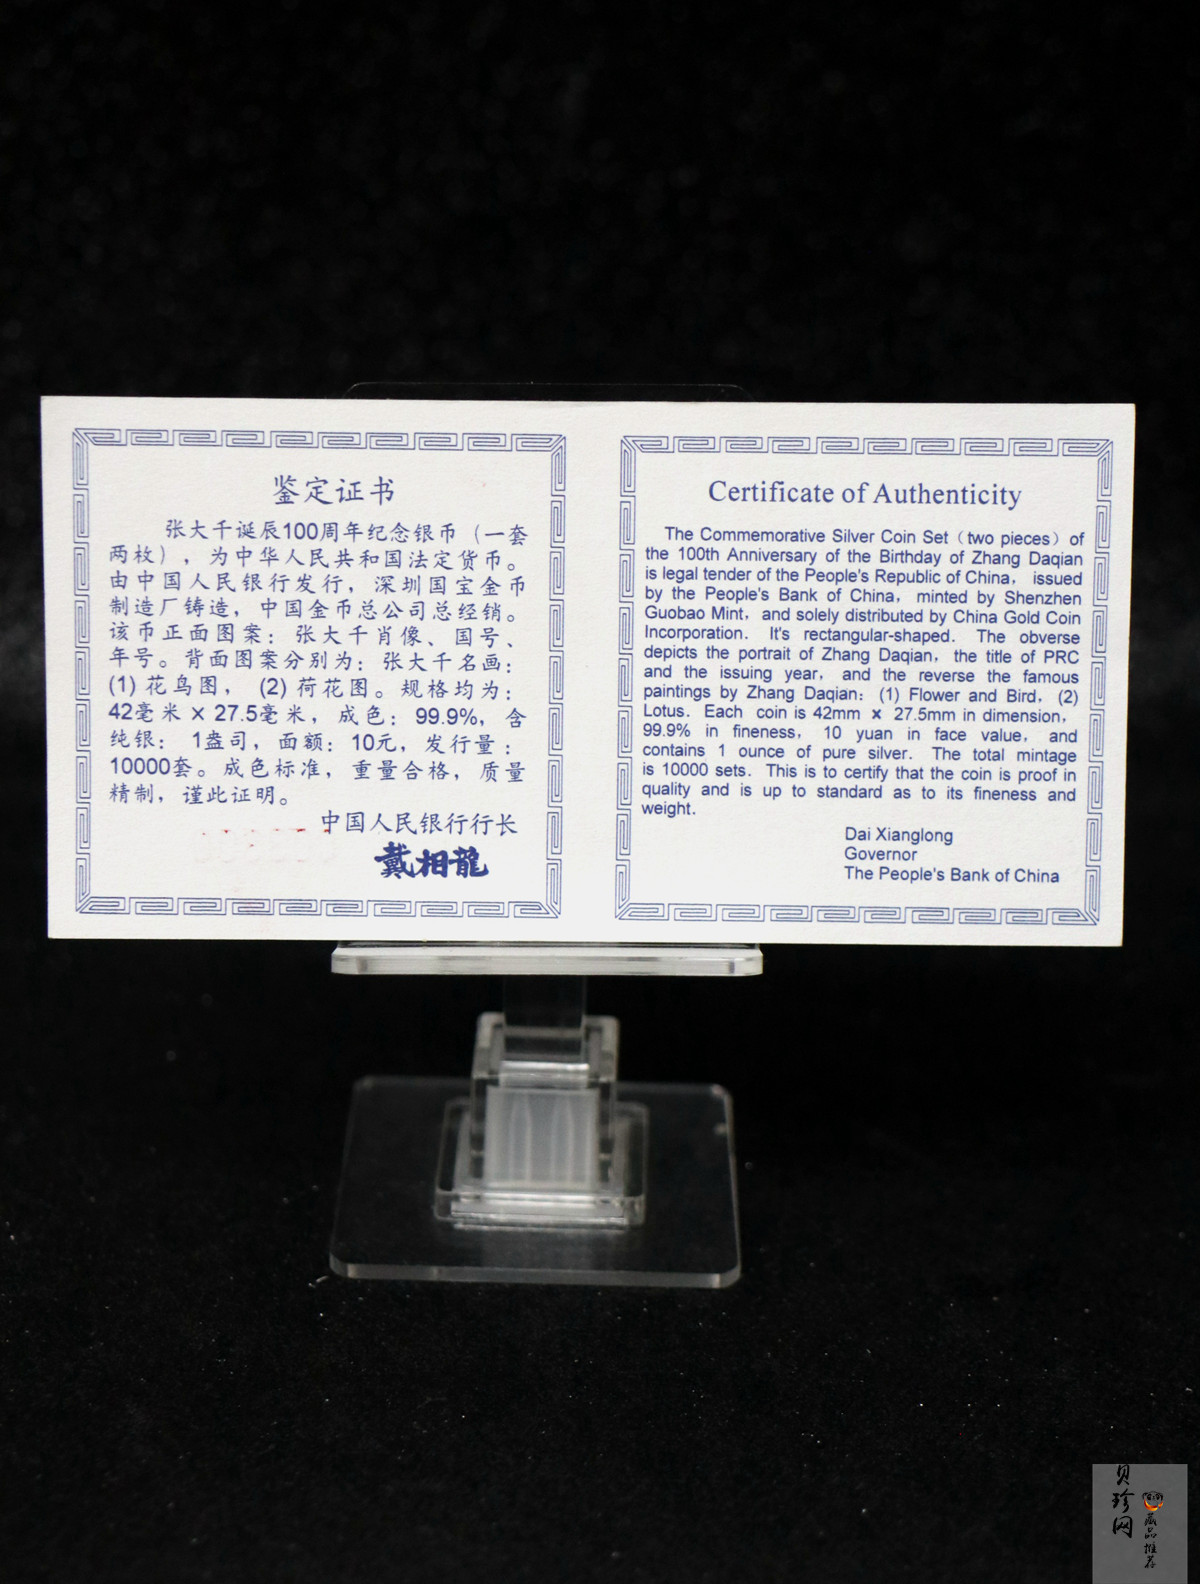 鉴定证书
张大千诞辰100周年纪念银币（一套
两枚），为中华人民共和国法定货币。
由中国人民银行发行，深圳国宝金币
制造厂铸造，中国金币总公司总经销。
该币正面图案：张大千肖像、国号、
年号。背面图案分别为：张大千名画：
(1) 花鸟图， (2) 荷花图。规格均为：
42毫米 × 27.5毫米，成色：99.9%，含
纯银： 1盎司，面额：10元，发行量：
10000套。成色标准，重量合格，质量
精制，谨此证明。
中国人民银行行长
戴相龍
Certificate of Authenticity
The Commemorative Silver Coin Set（two pieces）of
the 100th Anniversary of the Birthday of Zhang Daqian
is legal tender of the People's Republic of China， issued
by the People's Bank of China，minted by Shenzhen
Guobao Mint，and solely distributed by China Gold Coin
Incorporation． It's rectangular-shaped． The obverse
depicts the portrait of Zhang Daqian，the title of PRC
and the issuing year，and the reverse the famous
paintings by Zhang Daqian：(1) Flower and Bird，(2)
Lotus．Each coin is 42mm × 27.5mm in dimension，
99.9% in fineness， 10 yuan in face value， and
contains 1 ounce of pure silver． The total mintage
is 10000 sets．This is to certify that the coin is proof in
quality and is up to standard as to its fineness and
weight．
Dai Xianglong
Governor
The People's Bank of China
贝珍网
藏品推荐